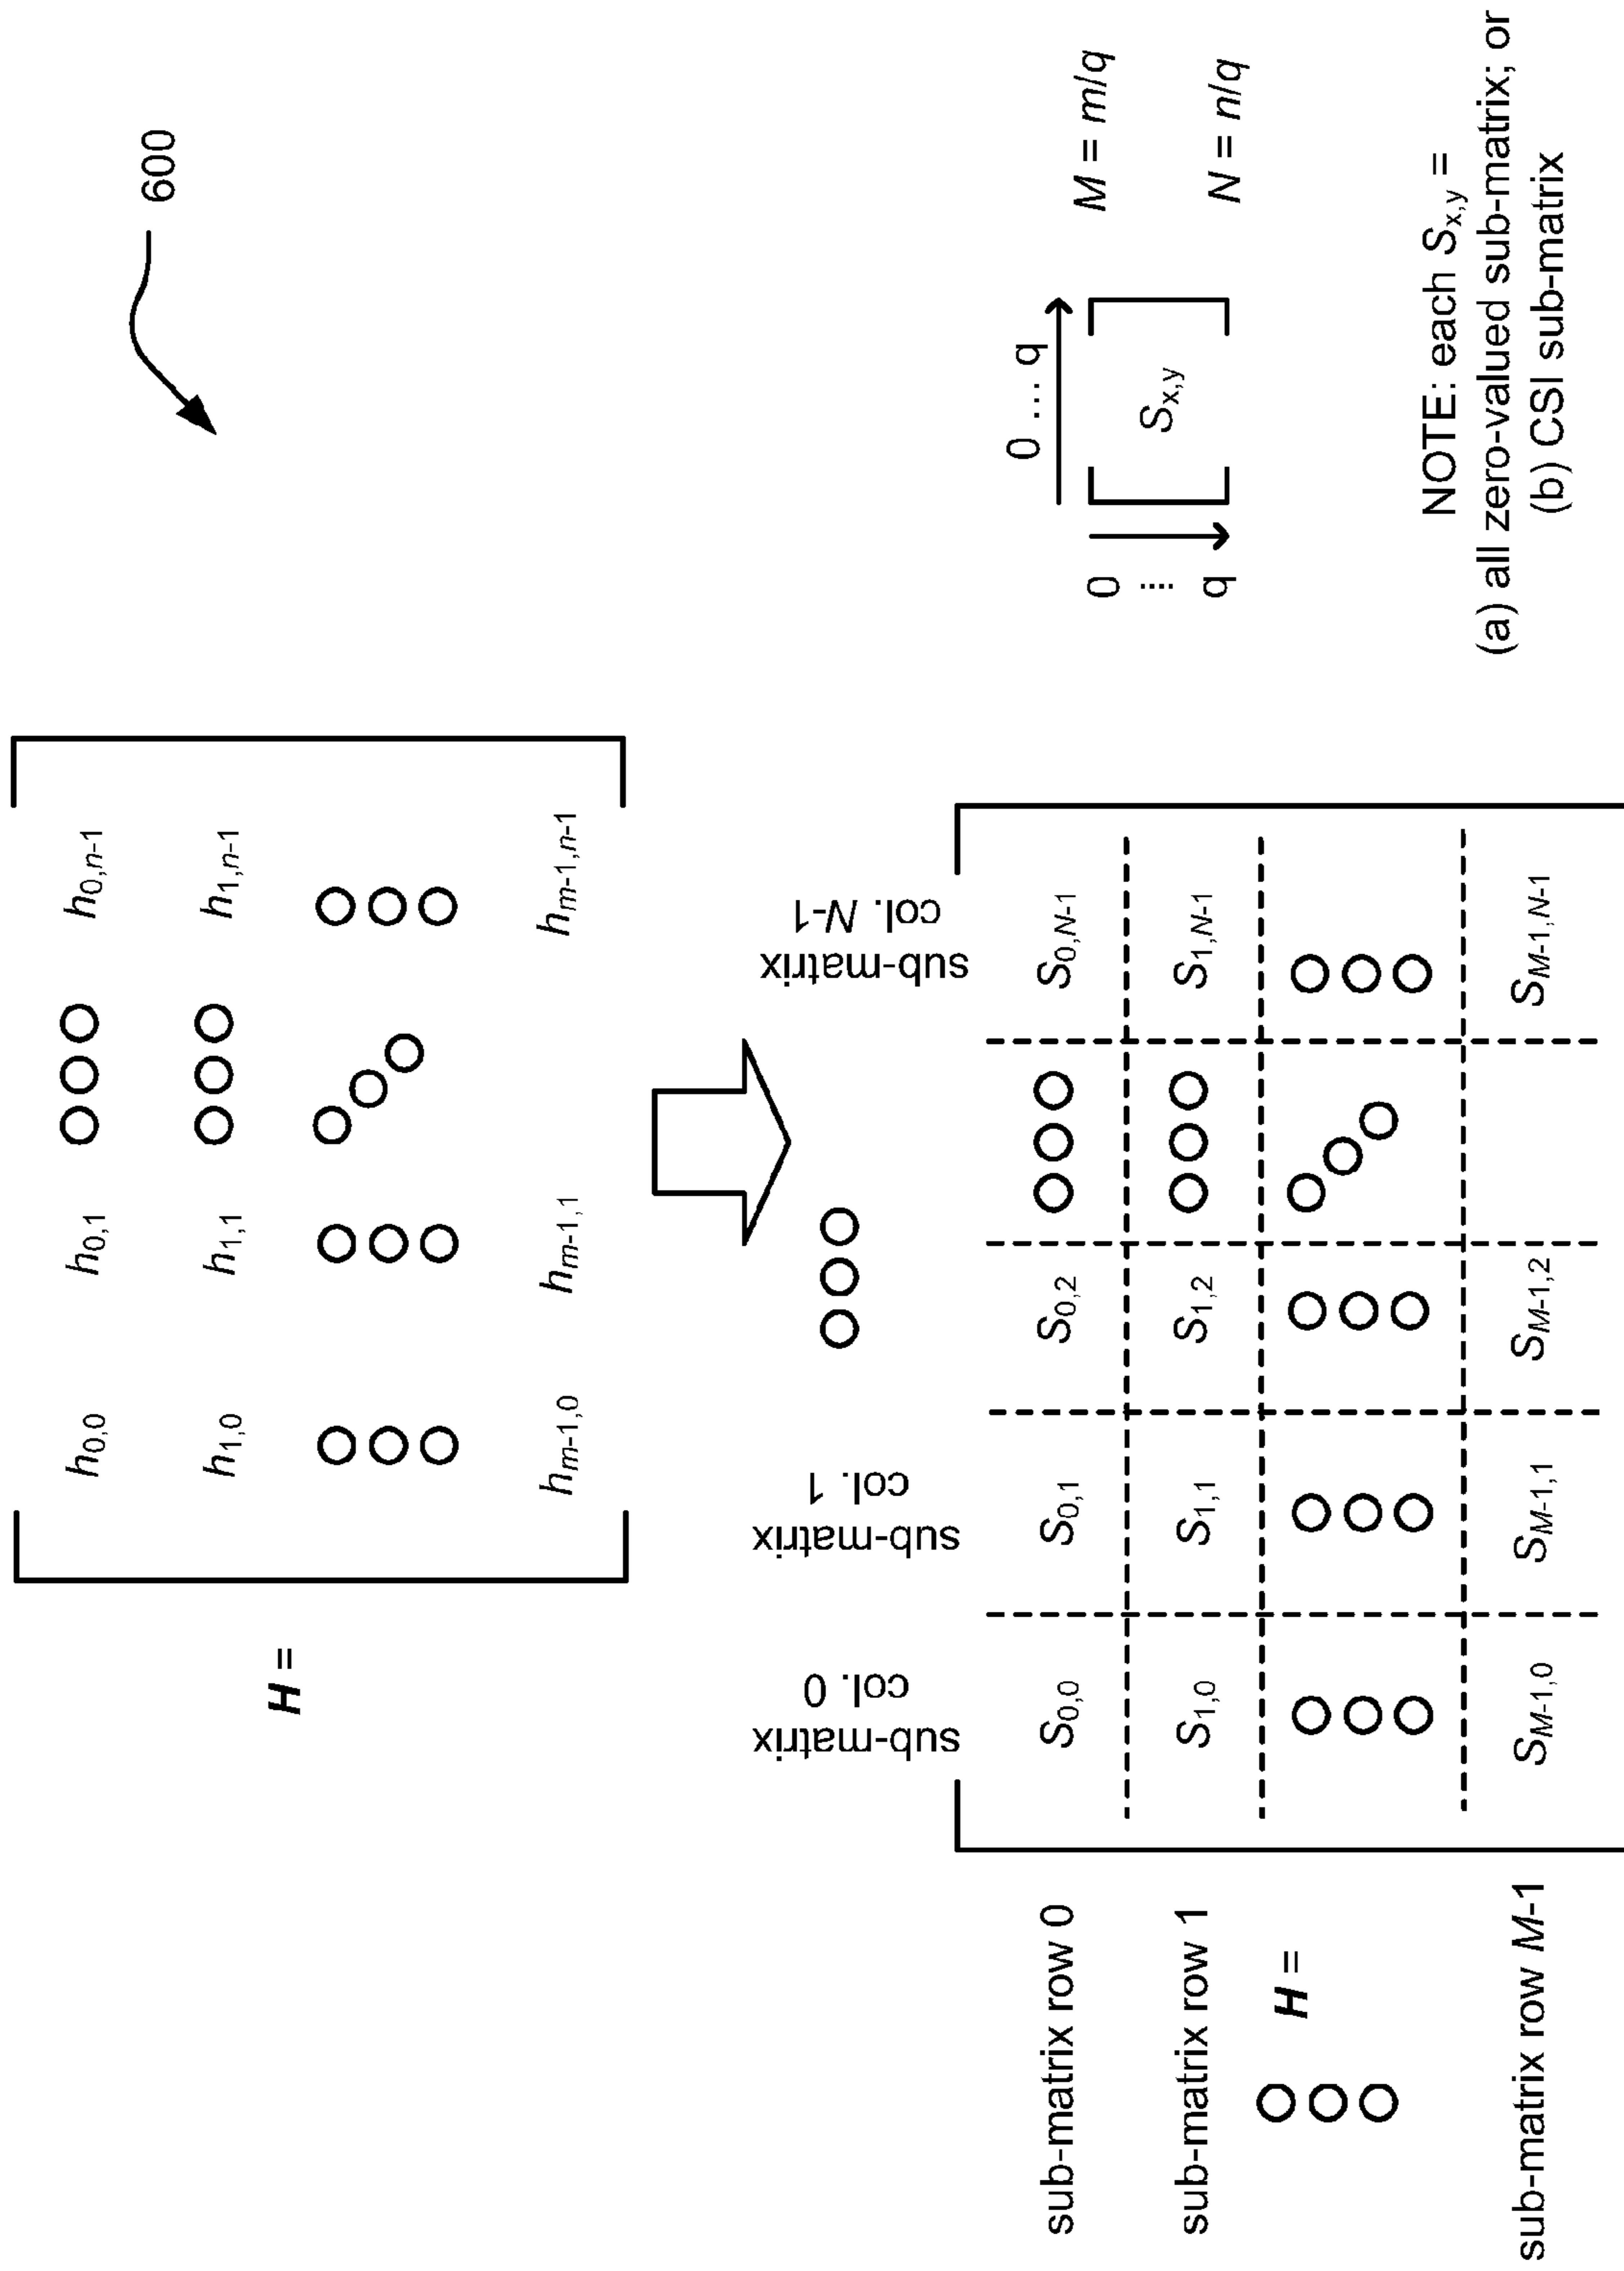 600
H =
h0,0 h0,1 h0,n-1
h1,0 h1,1 h1,n-1
hm-1,0 hm-1,1 hm-1,n-1
sub-matrix col. 0
sub-matrix col. 1
sub-matrix col. N-1
sub-matrix row 0
S0,0 S0,1 S0,2 S0,N-1
sub-matrix row 1
S1,0 S1,1 S1,2 S1,N-1
H =
sub-matrix row M-1
SM-1,0 SM-1,1 SM-1,2 SM-1,N-1
0 ... q
0
...
q
Sx,y
M = m/q
N = n/q
NOTE: each Sx,y =
(a) all zero-valued sub-matrix; or
(b) CSI sub-matrix